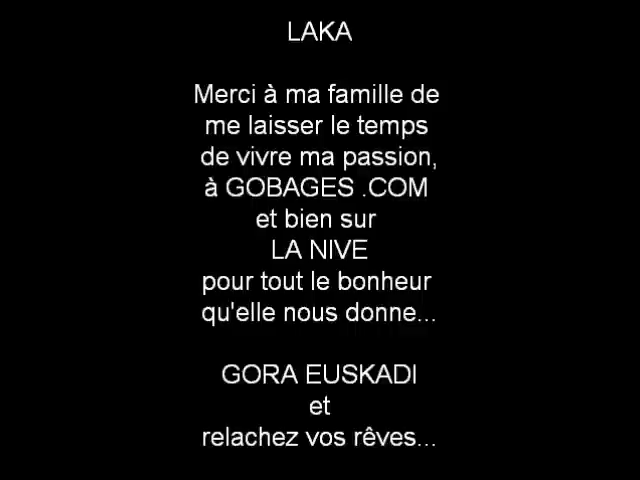 LAKA
Merci à ma famille de
me laisser le temps
de vivre ma passion,
à GOBAGES .COM
et bien sur
LA NIVE
pour tout le bonheur
qu'elle nous donne...
GORA EUSKADI
et
relachez vos rêves...